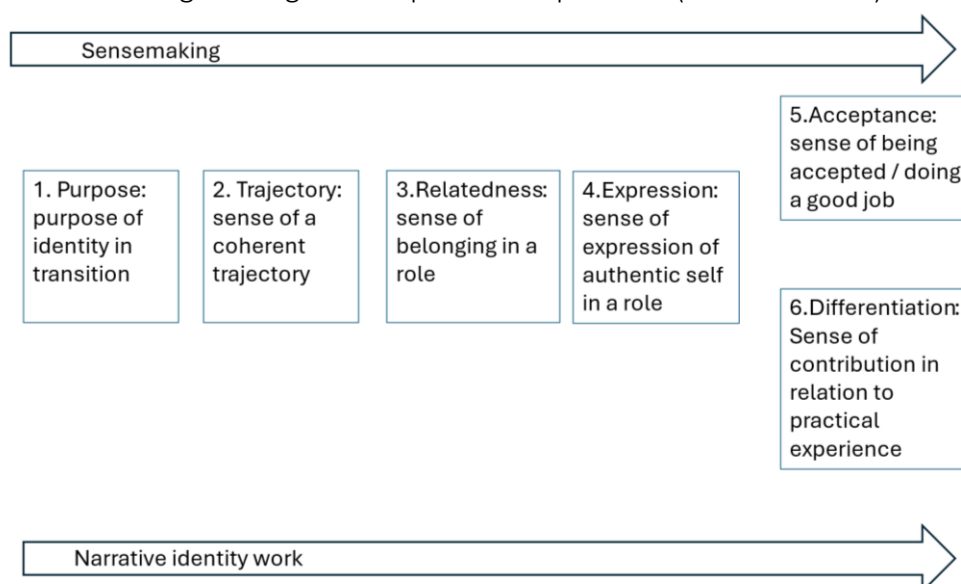 Sensemaking
1. Purpose:
purpose of
identity in
transition
2. Trajectory:
sense of a
coherent
trajectory
3.Relatedness:
sense of
belonging in a
role
4.Expression:
sense of
expression of
authentic self
in a role
5.Acceptance:
sense of being
accepted / doing
a good job
6.Differentiation:
Sense of
contribution in
relation to
practical
experience
Narrative identity work